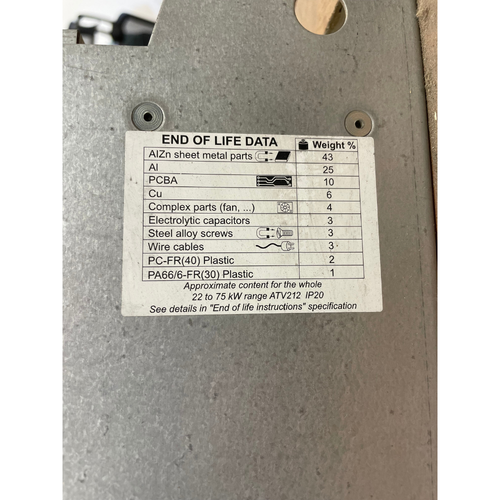 END OF LIFE DATA Weight %
AlZn sheet metal parts 43
Al 25
PCBA 10
Cu 6
Complex parts (fan, ...) 4
Electrolytic capacitors 3
Steel alloy screws 3
Wire cables 3
PC-FR(40) Plastic 2
PA66/6-FR(30) Plastic 1
Approximate content for the whole
22 to 75 kW range ATV212 IP20
See details in "End of life instructions" specification